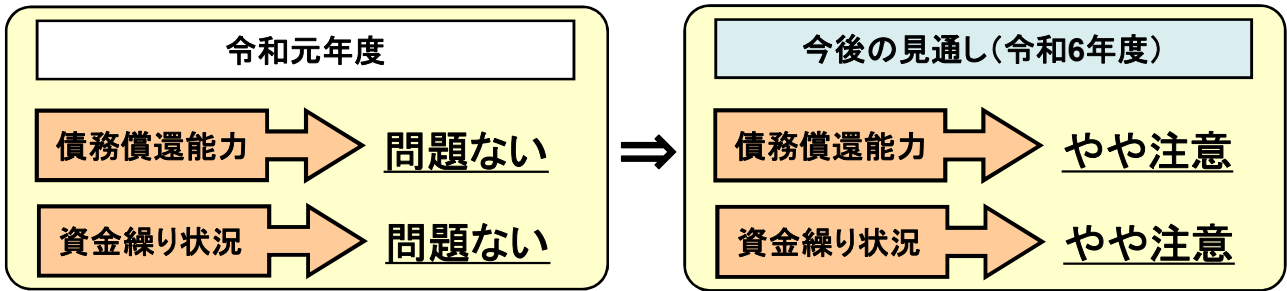 令和元年度
債務償還能力
問題ない
資金繰り状況
問題ない
⇒
今後の見通し(令和6年度)
債務償還能力
やや注意
資金繰り状況
やや注意